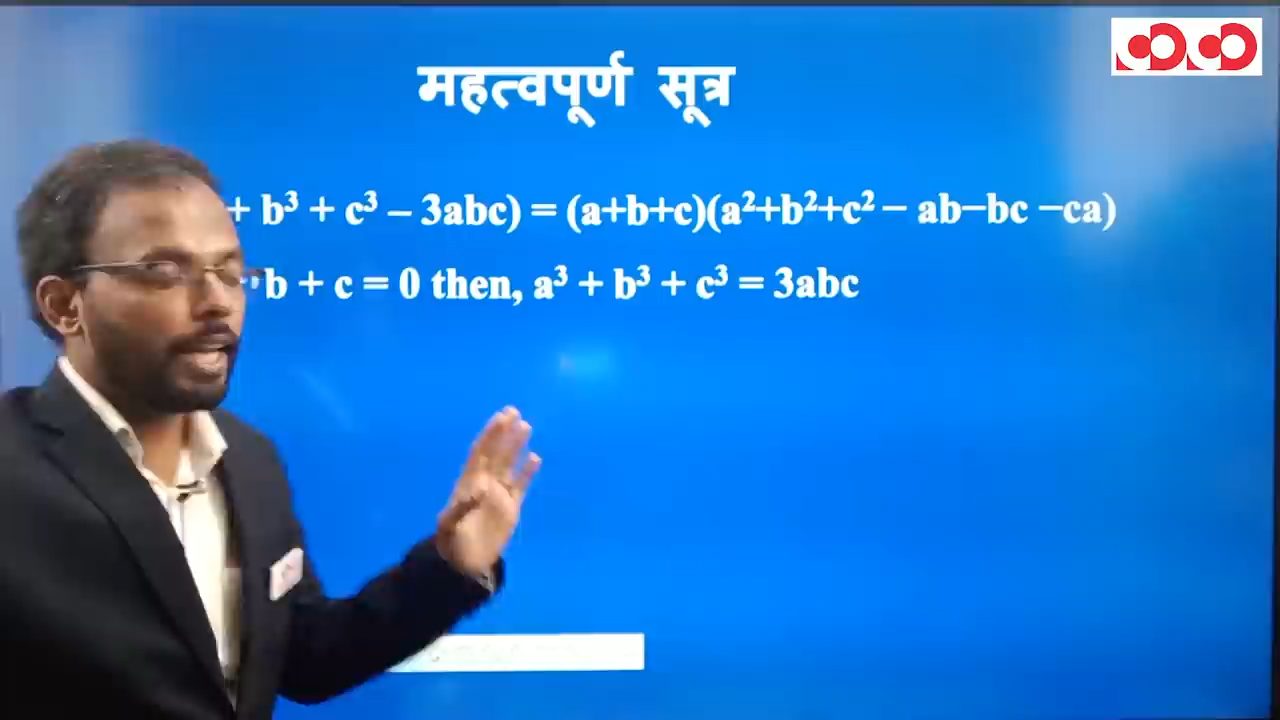 महत्वपूर्ण सूत्र
+ b³ + c³ – 3abc) = (a+b+c)(a²+b²+c² – ab–bc –ca)
b + c = 0 then, a³ + b³ + c³ = 3abc